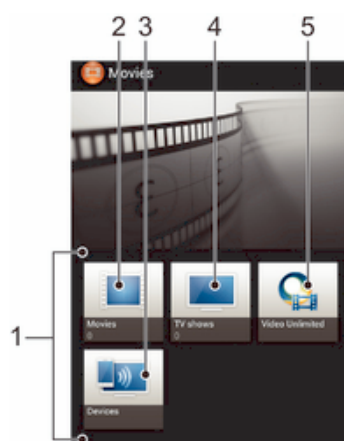 2 3 4 5
Movies
1
Movies
0
TV shows
0
Video Unlimited
Devices